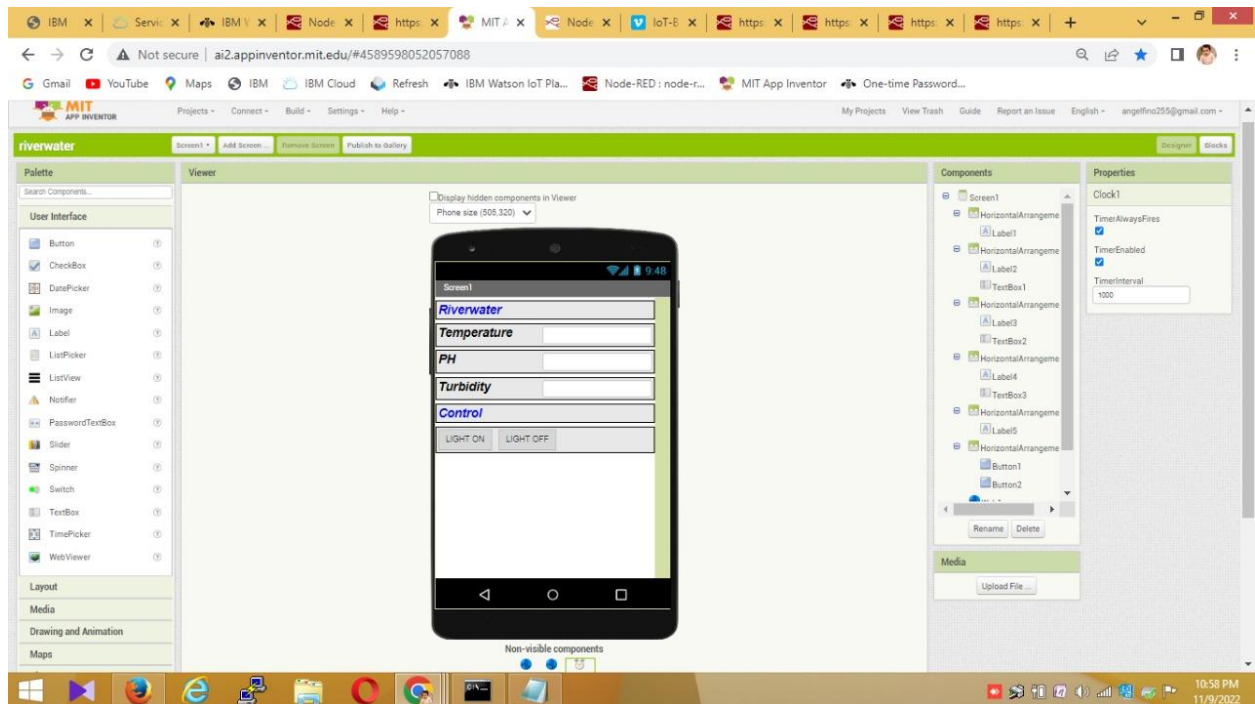 IBM
Servic
IBM W
Node
https:
MIT A
Node
IoT-B
https:
https:
https:
https:
Not secure
ai2.appinventor.mit.edu/#4589598052057088
Gmail
YouTube
Maps
IBM
IBM Cloud
Refresh
IBM Watson IoT Pla...
Node-RED : node-r...
MIT App Inventor
One-time Password...
MIT
APP INVENTOR
Projects
Connect
Build
Settings
Help
My Projects
View Trash
Guide
Report an Issue
English
angelfino255@gmail.com
riverwater
Screen1
Add Screen ...
Remove Screen
Publish to Gallery
Designer
Blocks
Palette
Search Components...
User Interface
Button
CheckBox
DatePicker
Image
Label
ListPicker
ListView
Notifier
PasswordTextBox
Slider
Spinner
Switch
TextBox
TimePicker
WebViewer
Layout
Media
Drawing and Animation
Maps
Viewer
Display hidden components in Viewer
Phone size (505,320)
9:48
Screen1
Riverwater
Temperature
PH
Turbidity
Control
LIGHT ON
LIGHT OFF
Non-visible components
Components
Screen1
HorizontalArrangeme
Label1
HorizontalArrangeme
Label2
TextBox1
HorizontalArrangeme
Label3
TextBox2
HorizontalArrangeme
Label4
TextBox3
HorizontalArrangeme
Label5
HorizontalArrangeme
Button1
Button2
Rename
Delete
Media
Upload File ...
Properties
Clock1
TimerAlwaysFires
TimerEnabled
TimerInterval
1000
10:58 PM
11/9/2022